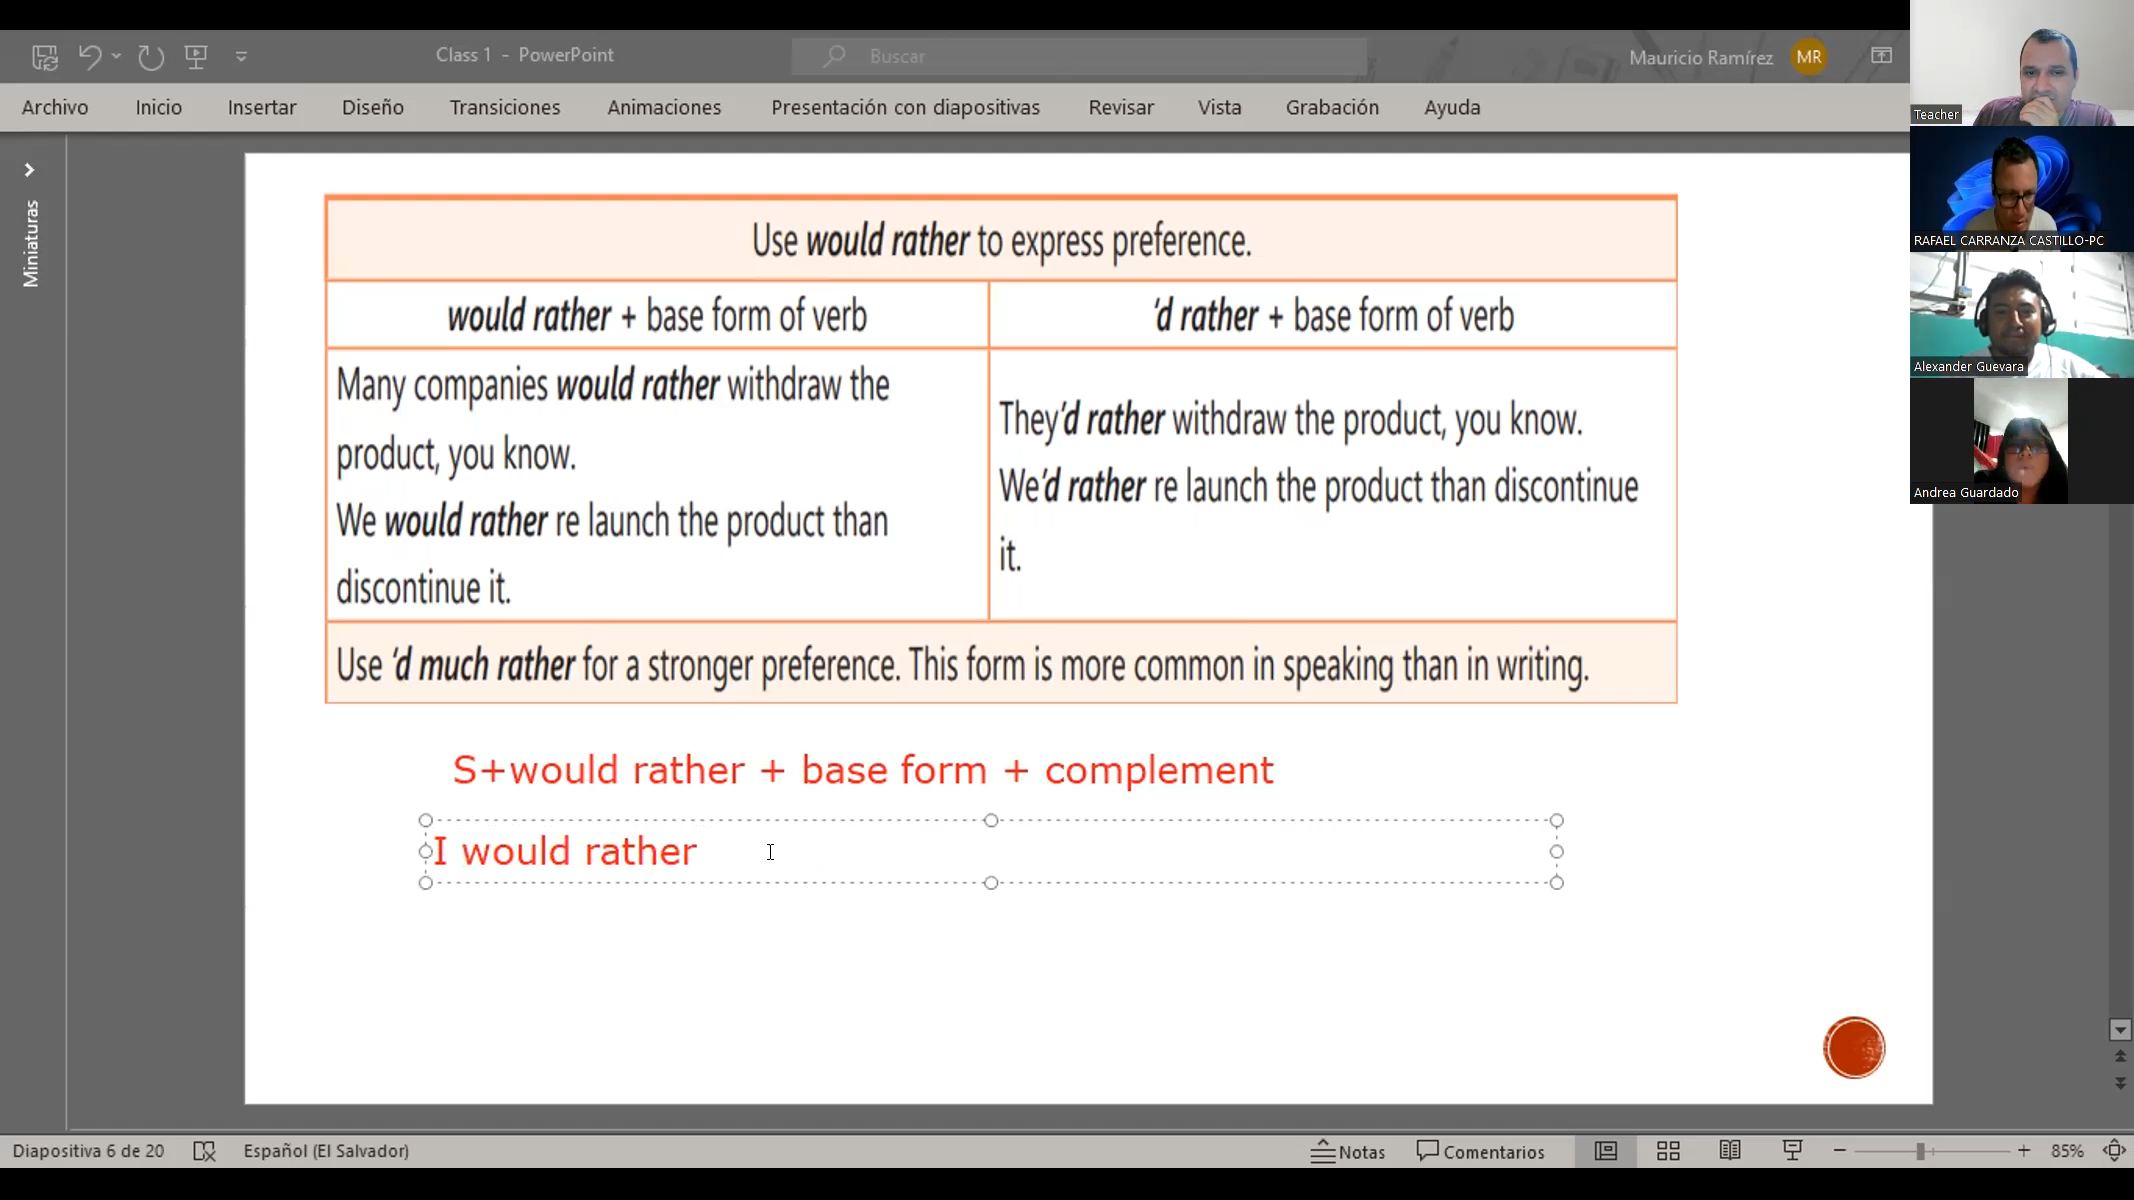 Class 1 - PowerPoint
Buscar
Mauricio Ramírez
MR
Archivo
Inicio
Insertar
Diseño
Transiciones
Animaciones
Presentación con diapositivas
Revisar
Vista
Grabación
Ayuda
Teacher
RAFAEL CARRANZA CASTILLO-PC
Alexander Guevara
Andrea Guardado
Miniaturas
Use would rather to express preference.
would rather + base form of verb
'd rather + base form of verb
Many companies would rather withdraw the
product, you know.
We would rather re launch the product than
discontinue it.
They'd rather withdraw the product, you know.
We'd rather re launch the product than discontinue
it.
Use 'd much rather for a stronger preference. This form is more common in speaking than in writing.
S+would rather + base form + complement
I would rather
Diapositiva 6 de 20
Español (El Salvador)
Notas
Comentarios
85%